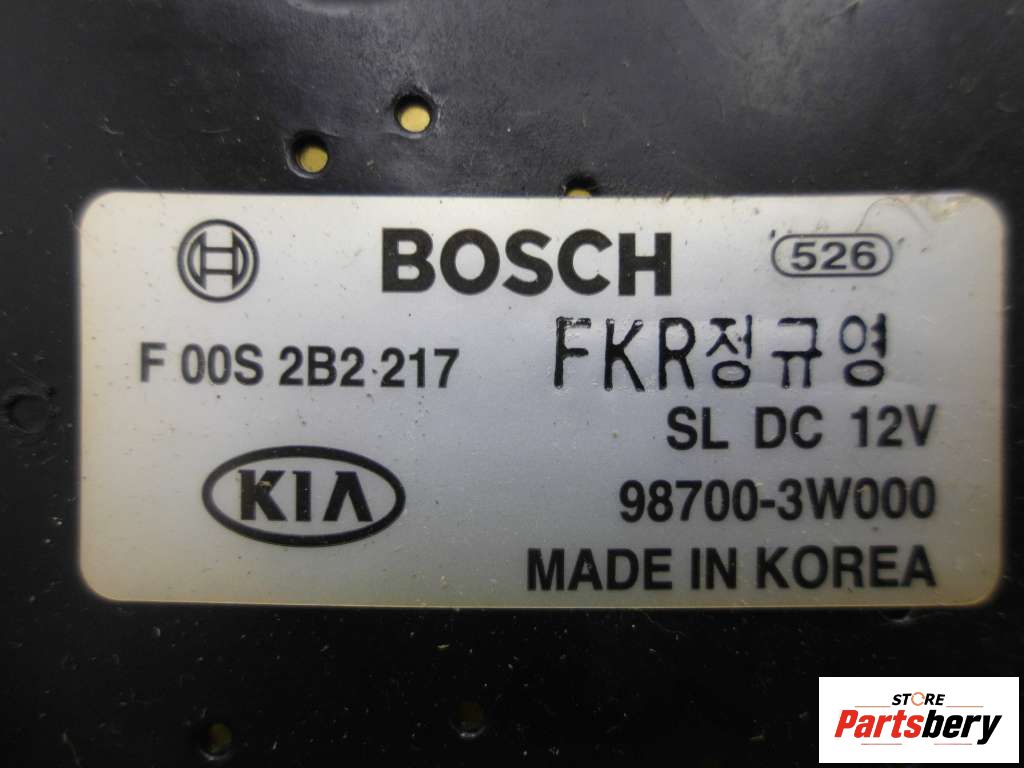 BOSCH 526
F 00S 2B2 217 FKR정규영
SL DC 12V
KIA 98700-3W000
MADE IN KOREA
STORE
Partsbery